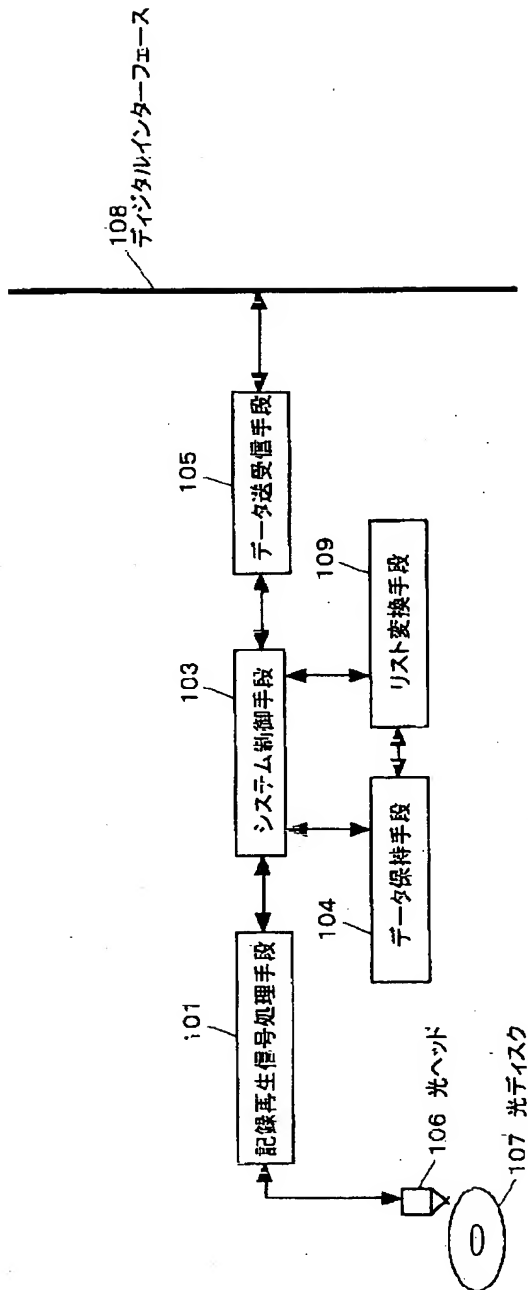 108
ディジタルインターフェース
105
データ送受信手段
103
システム制御手段
109
リスト変換手段
101
記録再生信号処理手段
104
データ保持手段
106 光ヘッド
107 光ディスク